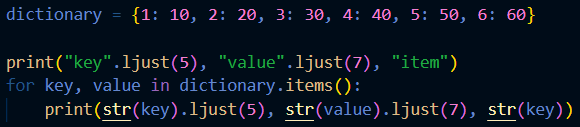 dictionary = {1: 10, 2: 20, 3: 30, 4: 40, 5: 50, 6: 60}
print("key".ljust(5), "value".ljust(7), "item")
for key, value in dictionary.items():
    print(str(key).ljust(5), str(value).ljust(7), str(key))